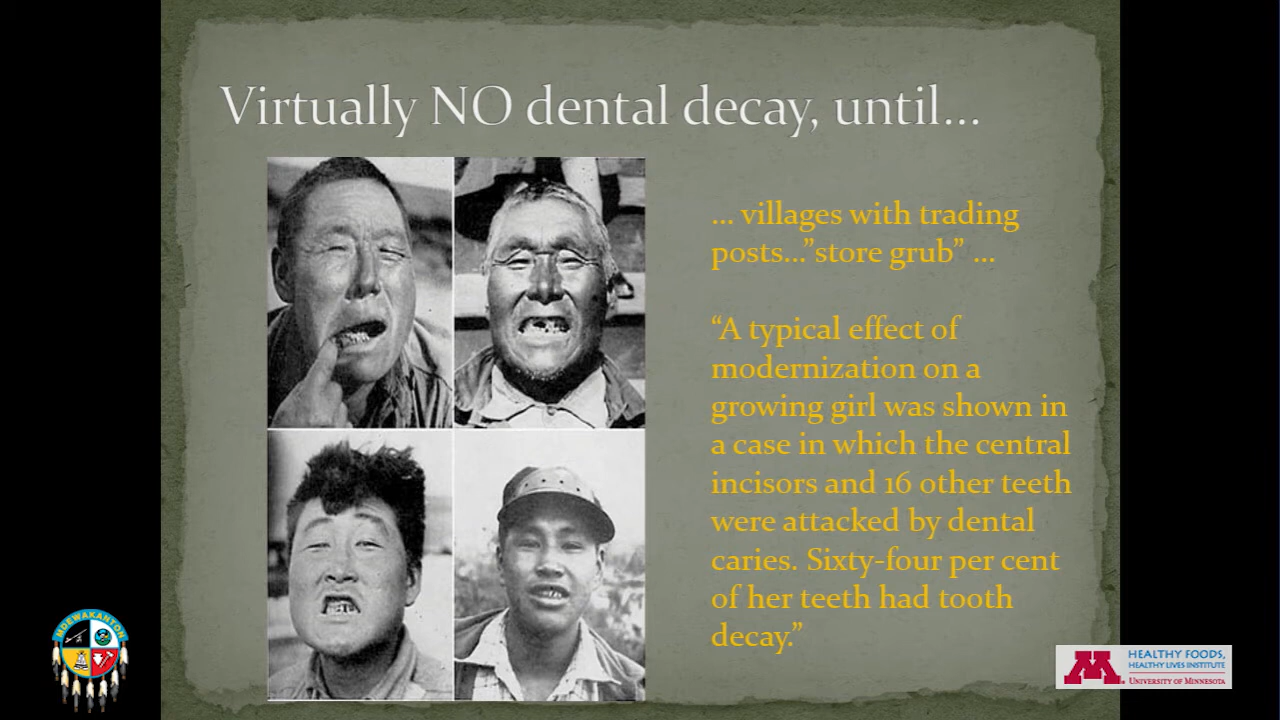 Virtually NO dental decay, until...
... villages with trading
posts...”store grub” ...
“A typical effect of
modernization on a
growing girl was shown in
a case in which the central
incisors and 16 other teeth
were attacked by dental
caries. Sixty-four per cent
of her teeth had tooth
decay.”
MDEWAKANTON
M
HEALTHY FOODS,
HEALTHY LIVES INSTITUTE
UNIVERSITY OF MINNESOTA